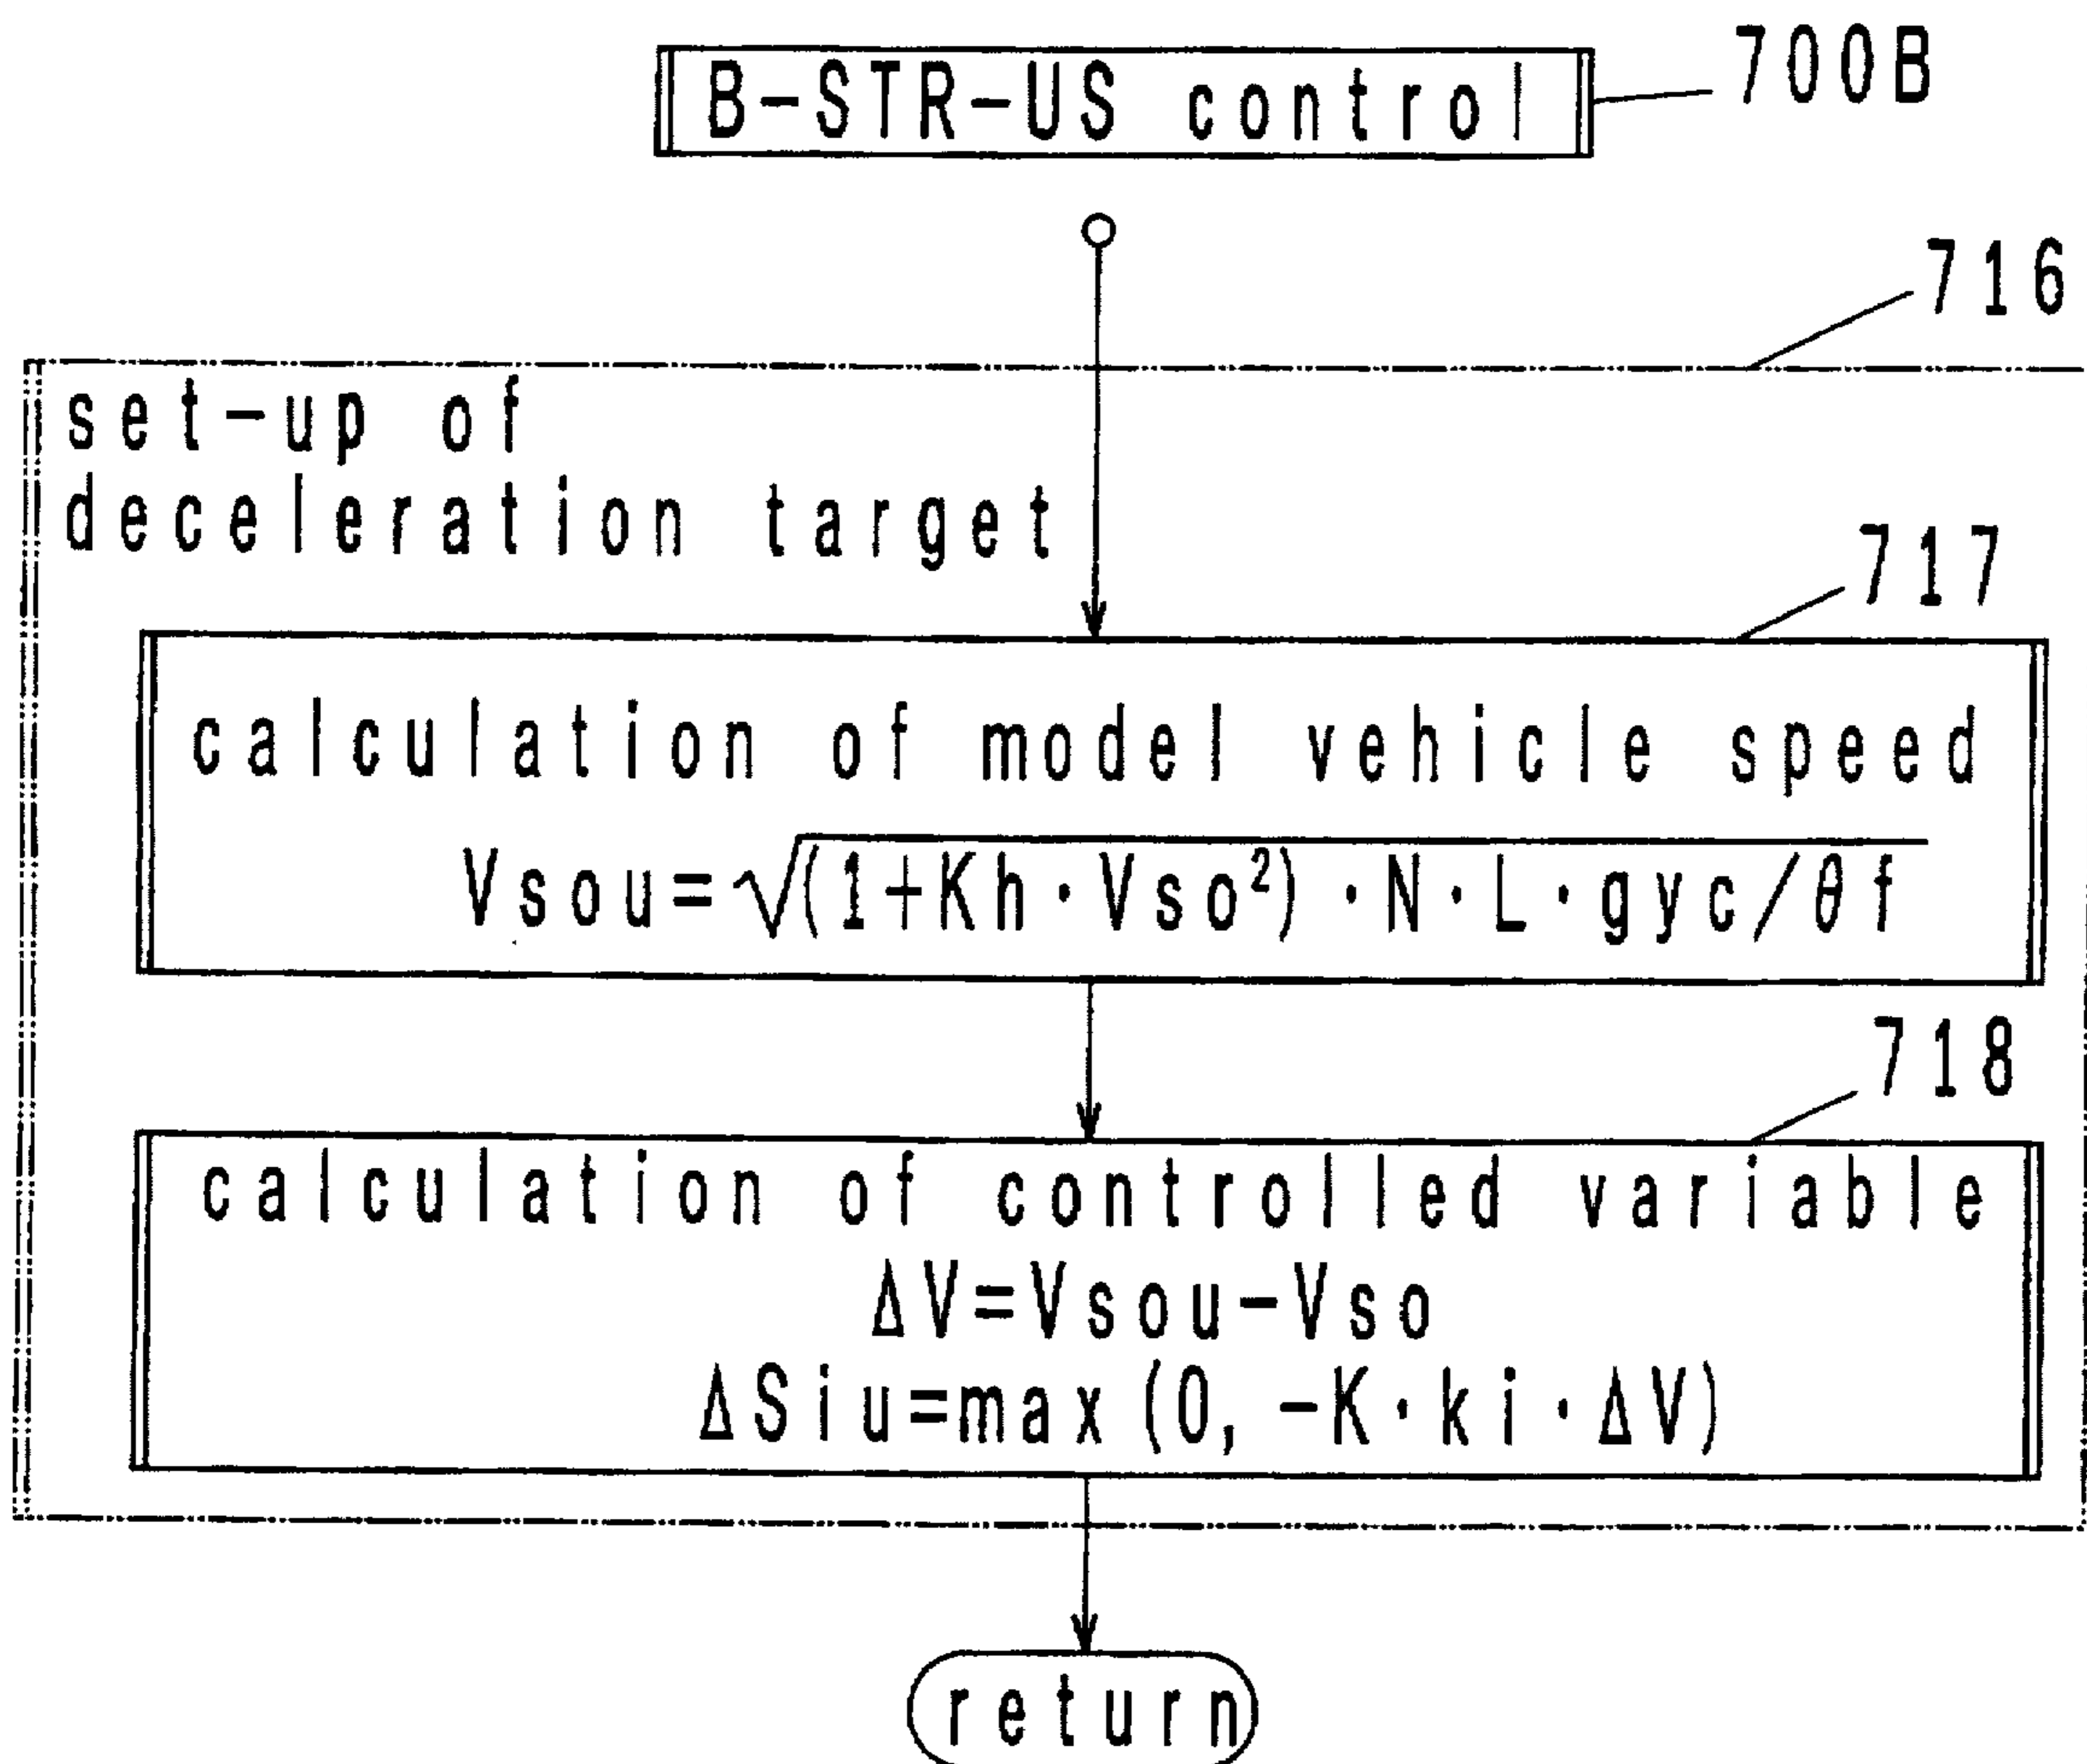 B-STR-US control
700B
716
set-up of
deceleration target
717
calculation of model vehicle speed
Vsou=√(1+Kh·Vso²)·N·L·gyc/θf
718
calculation of controlled variable
ΔV=Vsou-Vso
ΔSiu=max(0,-K·ki·ΔV)
return